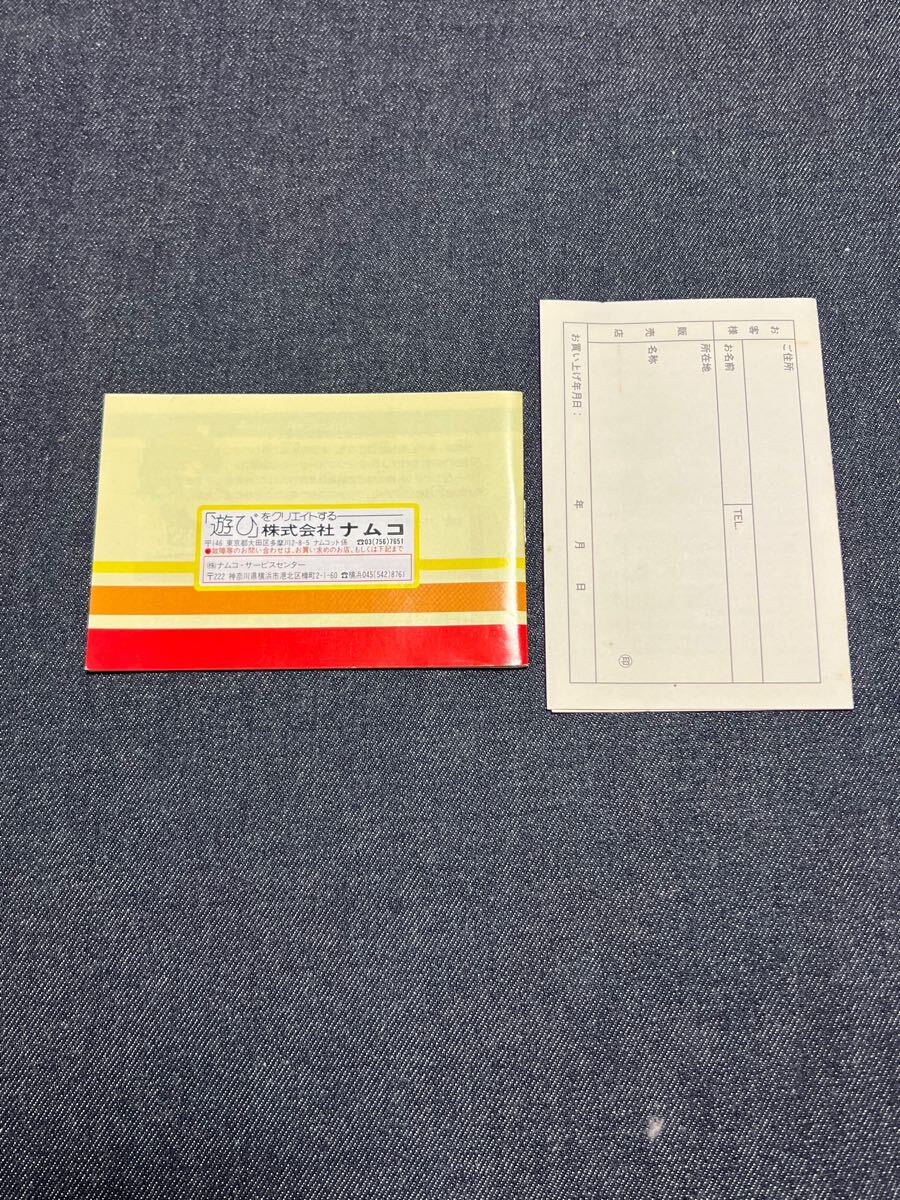 「遊び」をクリエイトする
株式会社 ナムコ
〒146 東京都大田区多摩川2-8-5 ナムコット係 ☎03(756)7651
●故障等のお問い合わせは、お買い求めのお店、もしくは下記まで
㈱ナムコ・サービスセンター
〒222 神奈川県横浜市港北区樽町2-1-60 ☎横浜045(542)8761
お客様
ご住所
お名前
TEL.
販売店
所在地
名称
㊞
お買い上げ年月日： 年 月 日